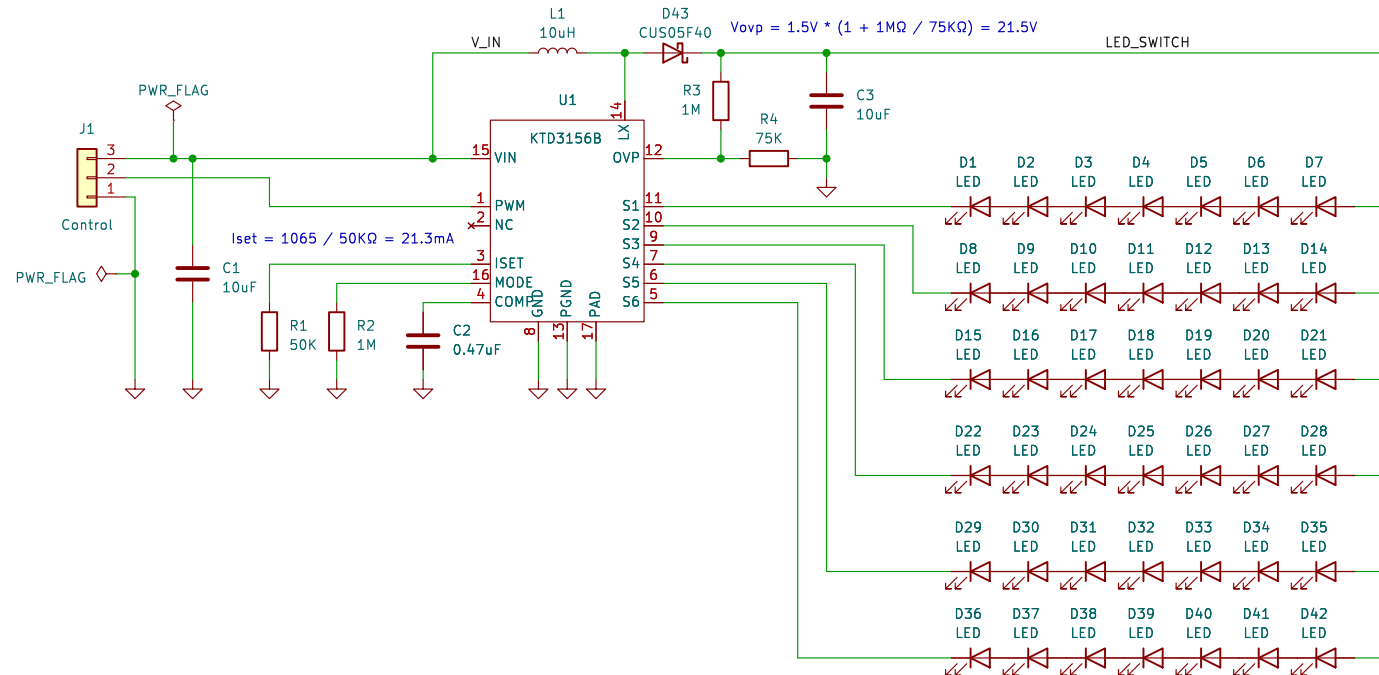 L1
10uH
D43
CUS05F40
Vovp = 1.5V * (1 + 1MΩ / 75KΩ) = 21.5V
V_IN
LED_SWITCH
PWR_FLAG
R3
1M
C3
10uF
U1
14
LX
R4
75K
J1
KTD3156B
3
2
1
Control
15 VIN
OVP 12
1 PWM
2 NC
3 ISET
16 MODE
4 COMP
S1 11
S2 10
S3 9
S4 7
S5 6
S6 5
GND
PGND
PAD
8
13
17
Iset = 1065 / 50KΩ = 21.3mA
PWR_FLAG
C1
10uF
R1
50K
R2
1M
C2
0.47uF
D1 D2 D3 D4 D5 D6 D7
LED LED LED LED LED LED LED
D8 D9 D10 D11 D12 D13 D14
LED LED LED LED LED LED LED
D15 D16 D17 D18 D19 D20 D21
LED LED LED LED LED LED LED
D22 D23 D24 D25 D26 D27 D28
LED LED LED LED LED LED LED
D29 D30 D31 D32 D33 D34 D35
LED LED LED LED LED LED LED
D36 D37 D38 D39 D40 D41 D42
LED LED LED LED LED LED LED